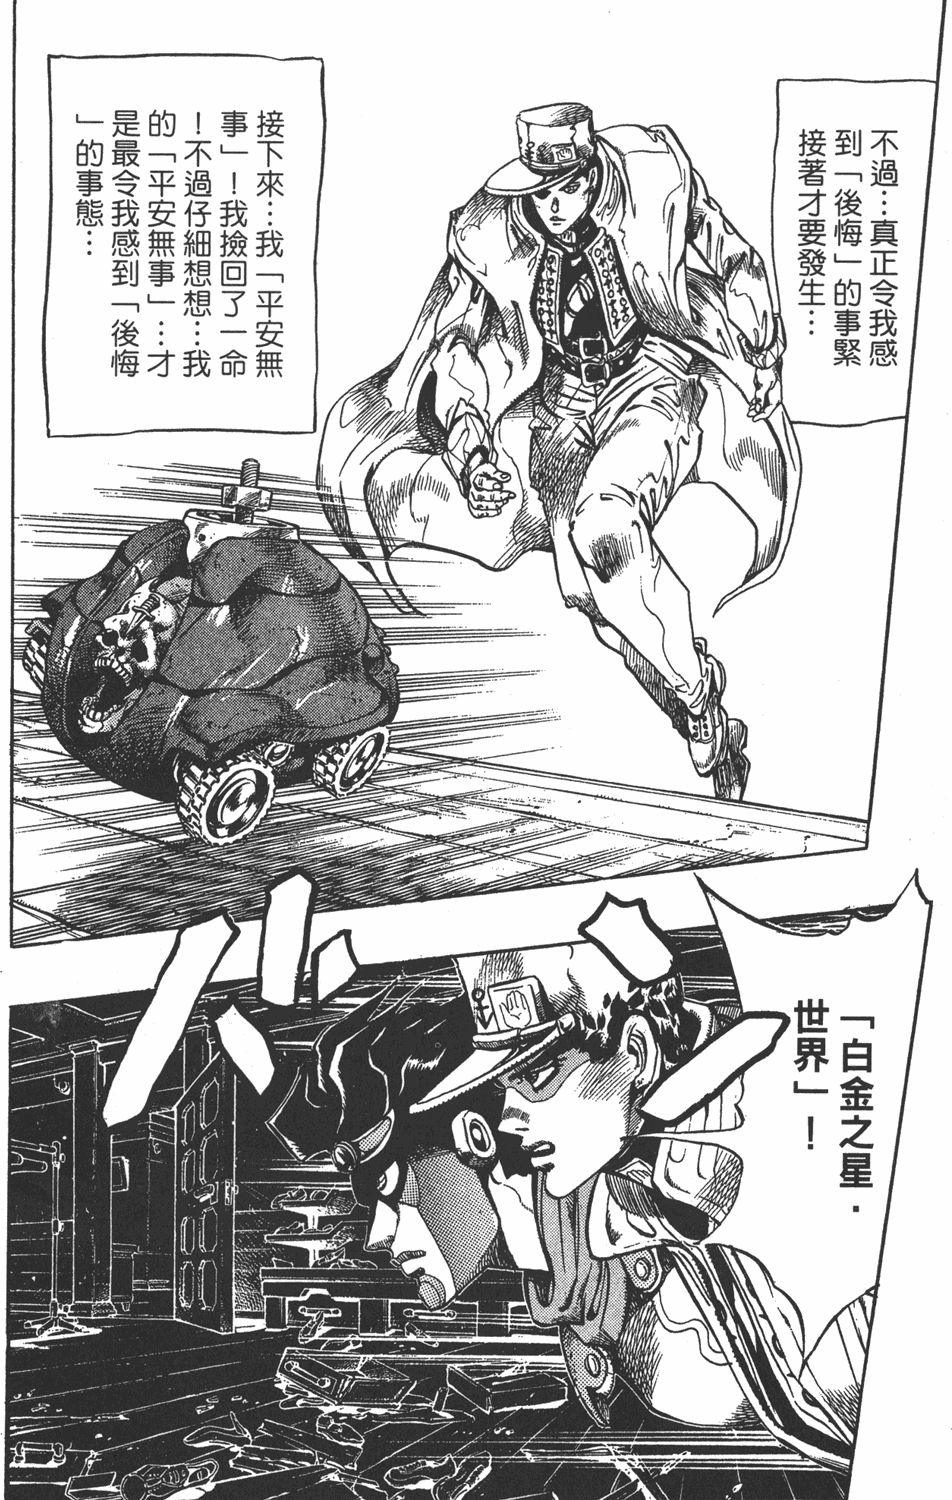 不過…真正令我感
到「後悔」的事緊
接著才要發生…
接下來…我「平安無
事」！我撿回了一命
！不過仔細想想…我
的「平安無事」…才
是最令我感到「後悔
」的事態…
「白金之星．
世界」！